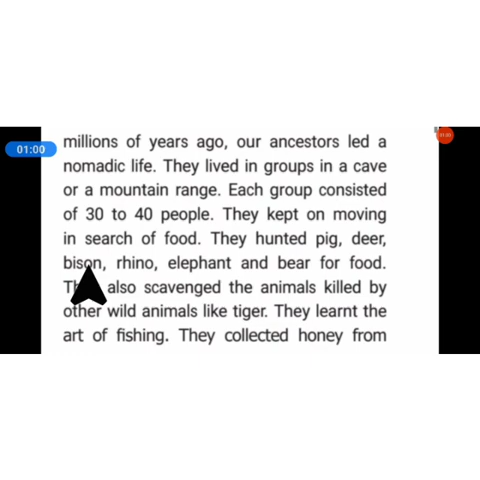 01:00
millions of years ago, our ancestors led a
nomadic life. They lived in groups in a cave
or a mountain range. Each group consisted
of 30 to 40 people. They kept on moving
in search of food. They hunted pig, deer,
bison, rhino, elephant and bear for food.
also scavenged the animals killed by
other wild animals like tiger. They learnt the
art of fishing. They collected honey from